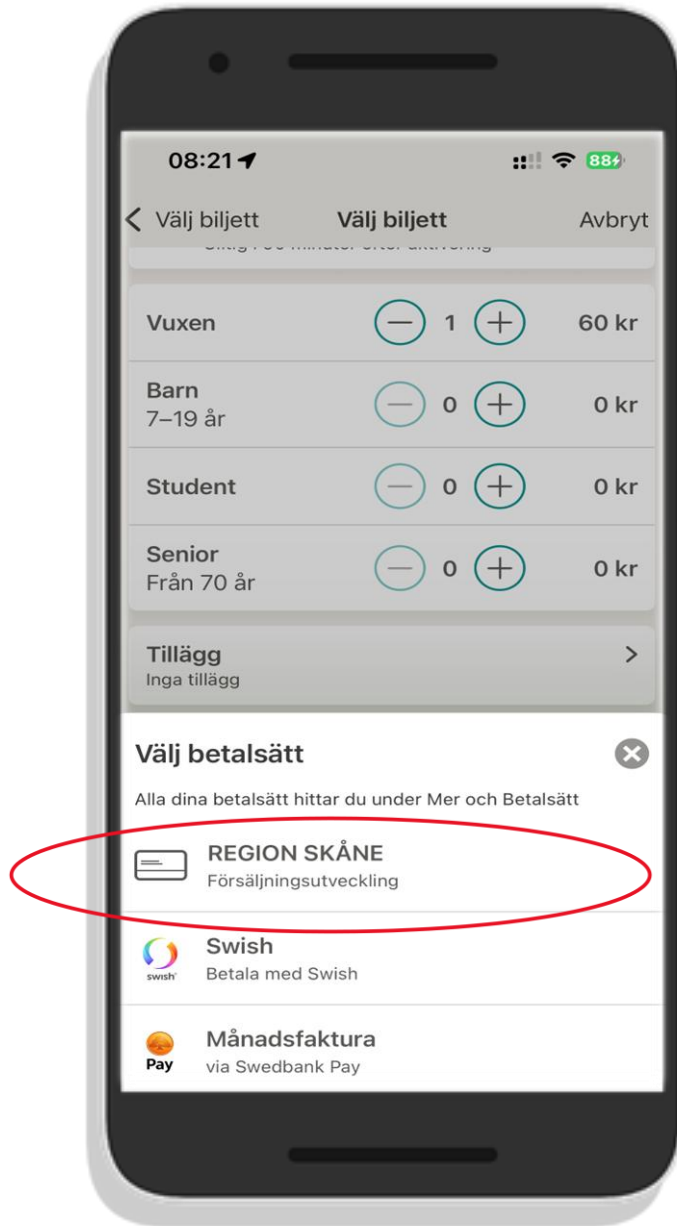 08:21
88
Välj biljett Välj biljett Avbryt
Vuxen 1 60 kr
Barn
7–19 år 0 0 kr
Student 0 0 kr
Senior
Från 70 år 0 0 kr
Tillägg
Inga tillägg
Välj betalsätt
Alla dina betalsätt hittar du under Mer och Betalsätt
REGION SKÅNE
Försäljningsutveckling
Swish
swish
Betala med Swish
Månadsfaktura
Pay
via Swedbank Pay